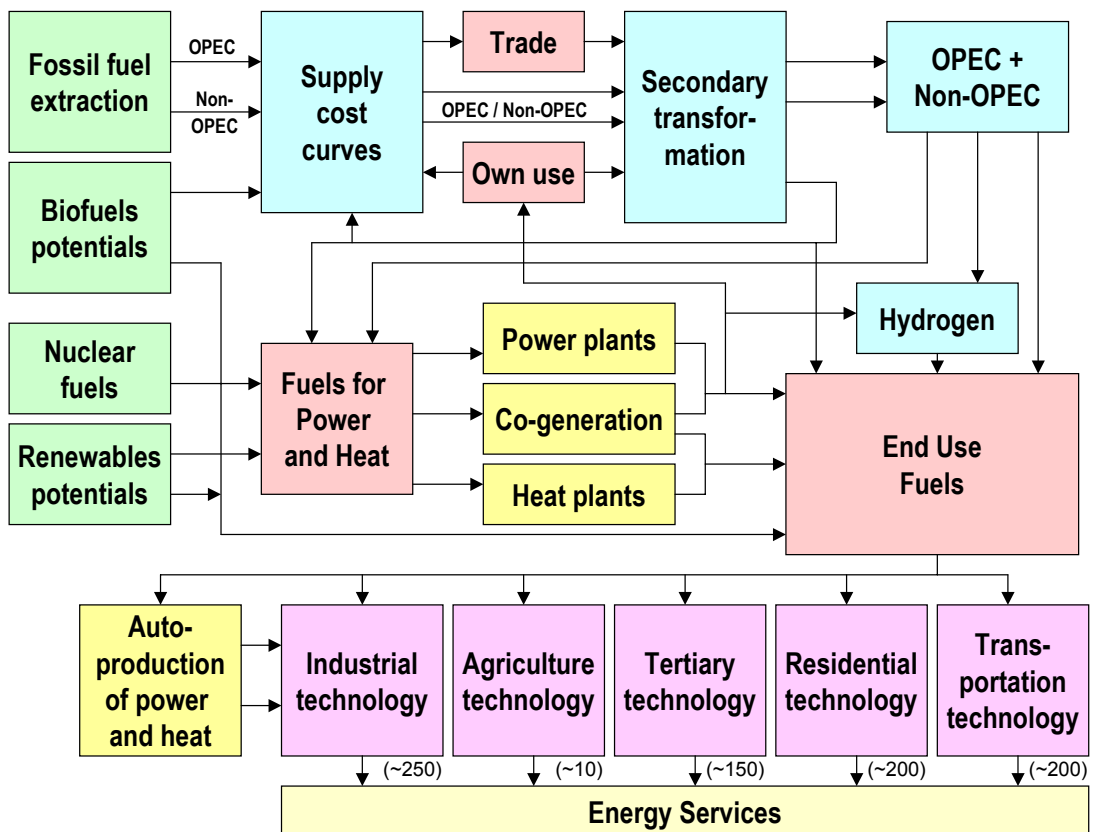 Fossil fuel
extraction
OPEC
Non-
OPEC
Supply
cost
curves
Trade
OPEC / Non-OPEC
Own use
Secondary
transfor-
mation
OPEC +
Non-OPEC
Biofuels
potentials
Hydrogen
Nuclear
fuels
Renewables
potentials
Fuels for
Power
and Heat
Power plants
Co-generation
Heat plants
End Use
Fuels
Auto-
production
of power
and heat
Industrial
technology
Agriculture
technology
Tertiary
technology
Residential
technology
Trans-
portation
technology
(~250)
(~10)
(~150)
(~200)
(~200)
Energy Services